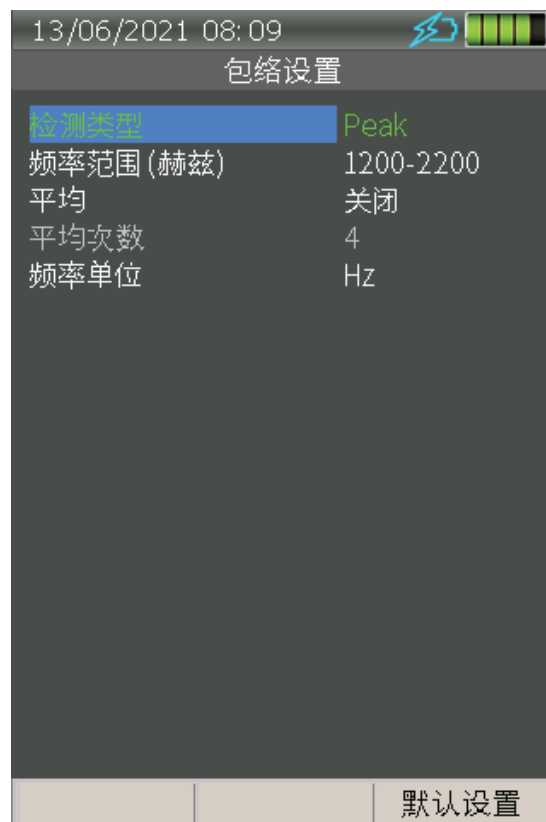 13/06/2021 08:09
包络设置
检测类型 Peak
频率范围(赫兹) 1200-2200
平均 关闭
平均次数 4
频率单位 Hz
默认设置